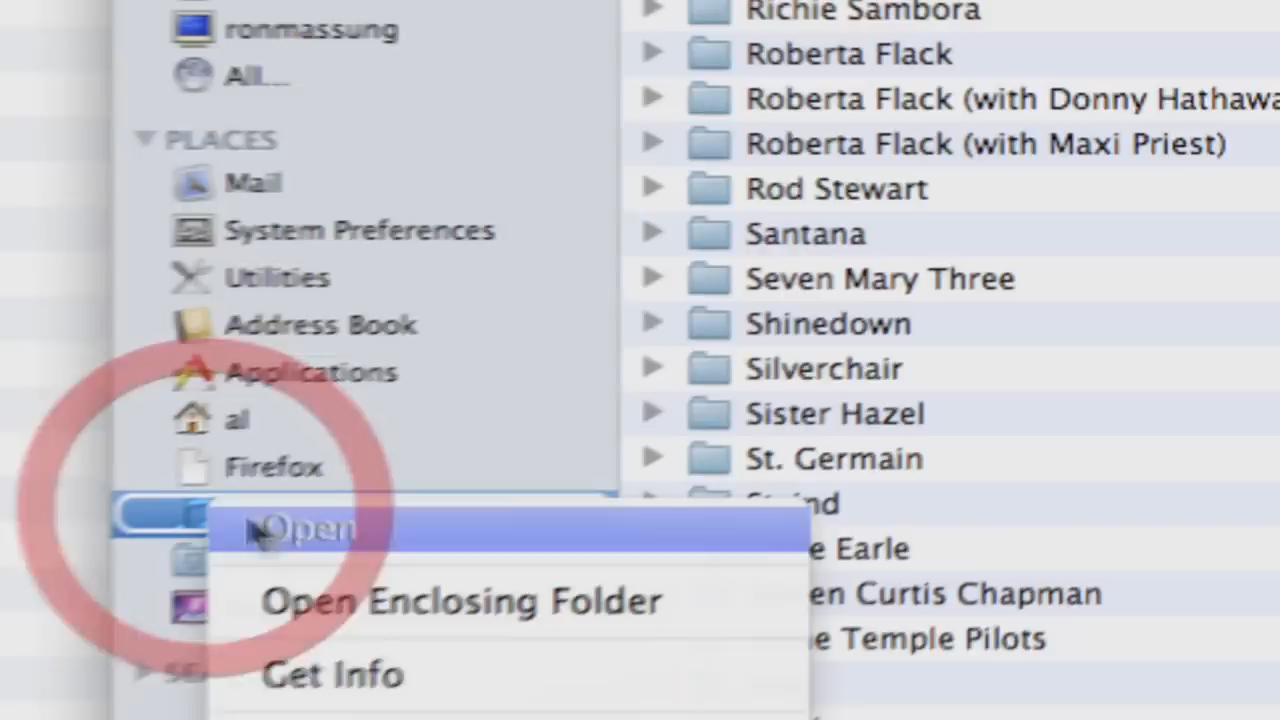 ronmassung
All...
PLACES
Mail
System Preferences
Utilities
Address Book
Applications
al
Firefox
Open
Open Enclosing Folder
Get Info
Richie Sambora
Roberta Flack
Roberta Flack (with Donny Hathawa
Roberta Flack (with Maxi Priest)
Rod Stewart
Santana
Seven Mary Three
Shinedown
Silverchair
Sister Hazel
St. Germain
nd
e Earle
en Curtis Chapman
e Temple Pilots